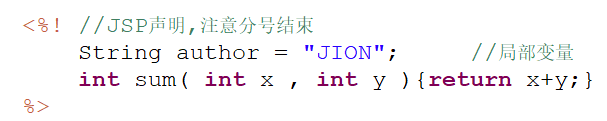 <%! //JSP声明,注意分号结束
String author = "JION"; //局部变量
int sum( int x , int y ){return x+y;}
%>